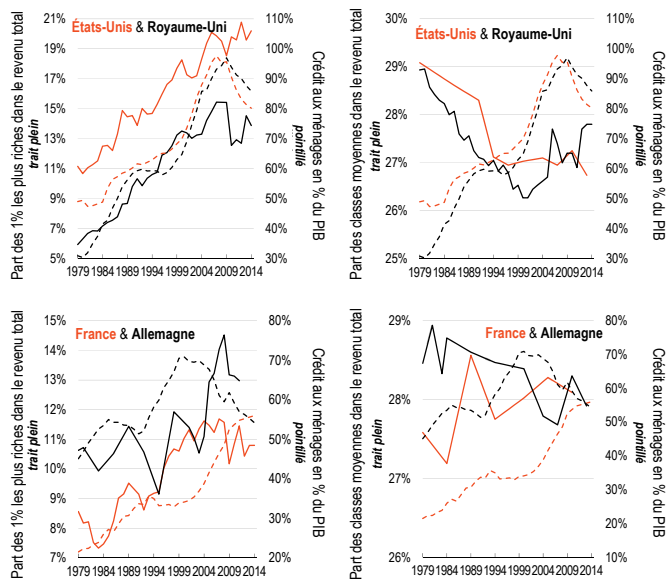 États-Unis & Royaume-Uni
Part des 1% les plus riches dans le revenu total
trait plein
21%
19%
17%
15%
13%
11%
9%
7%
5%
110%
100%
90%
80%
70%
60%
50%
40%
30%
Crédit aux ménages en % du PIB
pointillé
1979 1984 1989 1994 1999 2004 2009 2014
États-Unis & Royaume-Uni
Part des classes moyennes dans le revenu total
trait plein
30%
29%
28%
27%
26%
25%
110%
100%
90%
80%
70%
60%
50%
40%
30%
Crédit aux ménages en % du PIB
pointillé
1979 1984 1989 1994 1999 2004 2009 2014
France & Allemagne
Part des 1% les plus riches dans le revenu total
trait plein
15%
14%
13%
12%
11%
10%
9%
8%
7%
80%
70%
60%
50%
40%
30%
20%
Crédit aux ménages en % du PIB
pointillé
1979 1984 1989 1994 1999 2004 2009 2014
France & Allemagne
Part des classes moyennes dans le revenu total
trait plein
29%
28%
27%
26%
80%
70%
60%
50%
40%
30%
20%
10%
Crédit aux ménages en % du PIB
pointillé
1979 1984 1989 1994 1999 2004 2009 2014